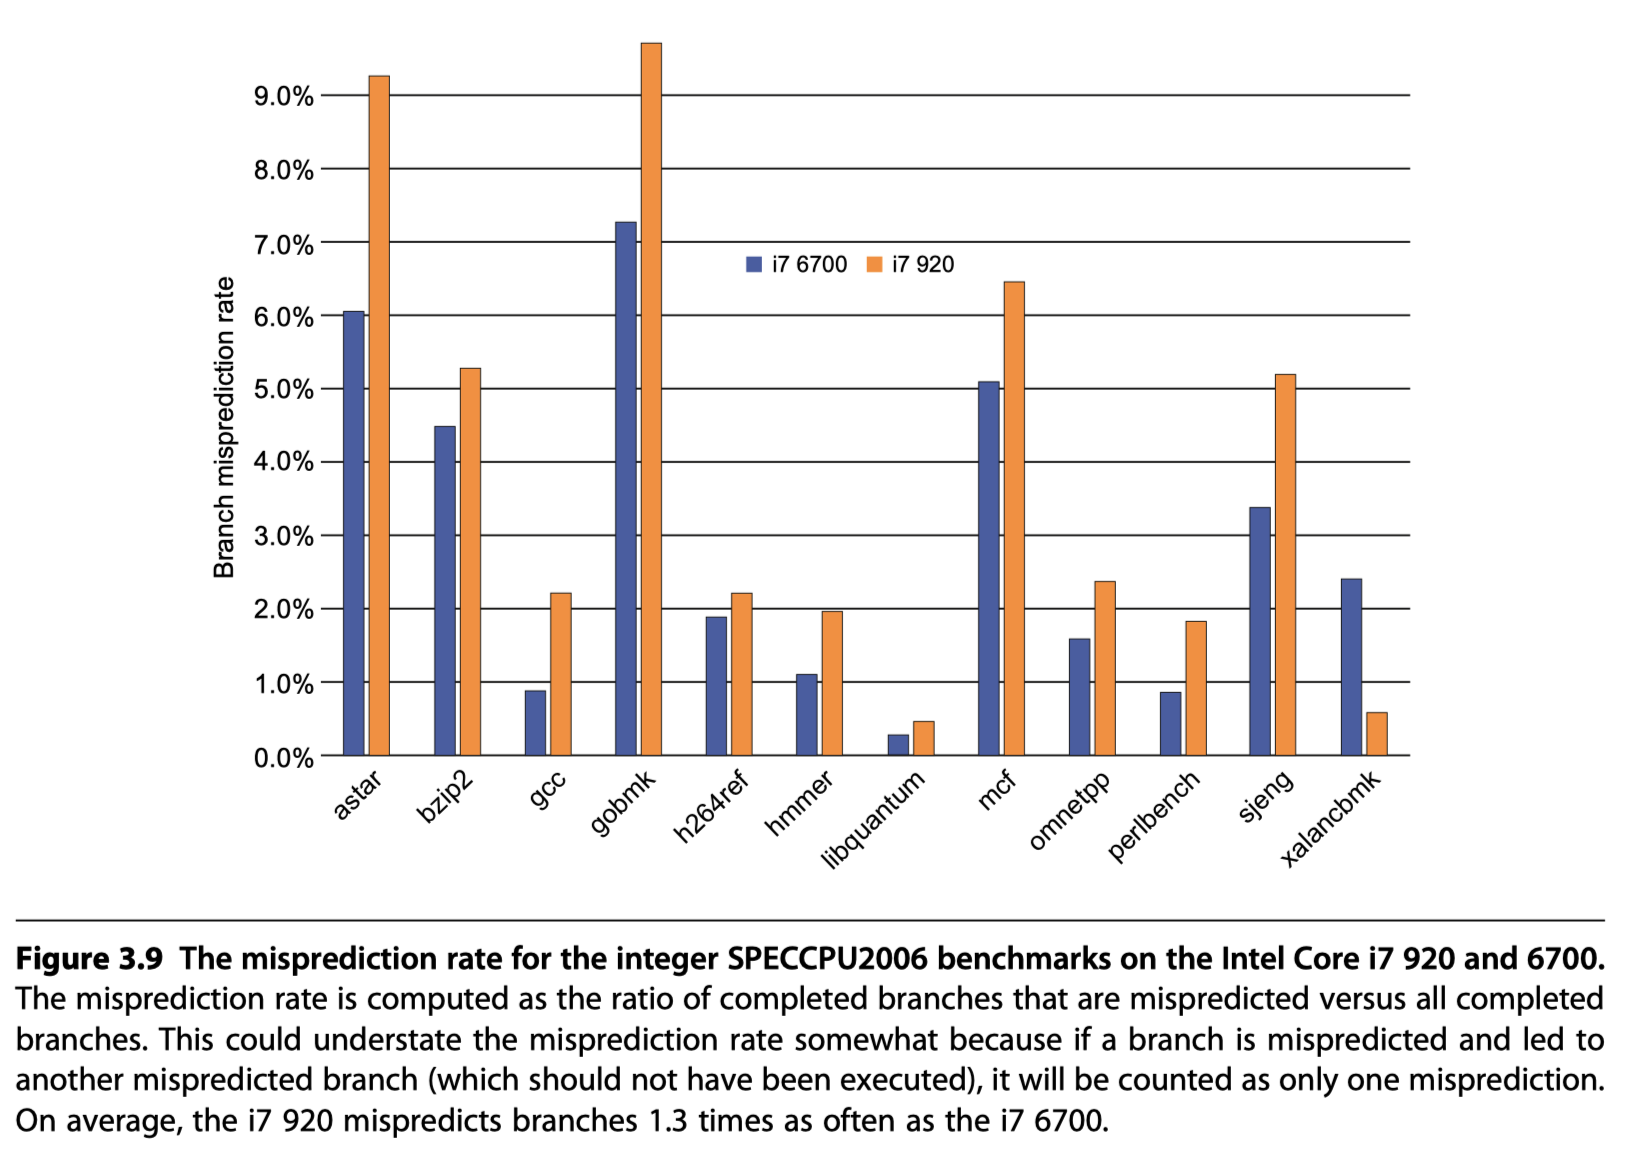 9.0%
8.0%
7.0%
6.0%
5.0%
4.0%
3.0%
2.0%
1.0%
0.0%
Branch misprediction rate
i7 6700 i7 920
astar
bzip2
gcc
gobmk
h264ref
hmmer
libquantum
mcf
omnetpp
perlbench
sjeng
xalancbmk
Figure 3.9 The misprediction rate for the integer SPECCPU2006 benchmarks on the Intel Core i7 920 and 6700.
The misprediction rate is computed as the ratio of completed branches that are mispredicted versus all completed
branches. This could understate the misprediction rate somewhat because if a branch is mispredicted and led to
another mispredicted branch (which should not have been executed), it will be counted as only one misprediction.
On average, the i7 920 mispredicts branches 1.3 times as often as the i7 6700.